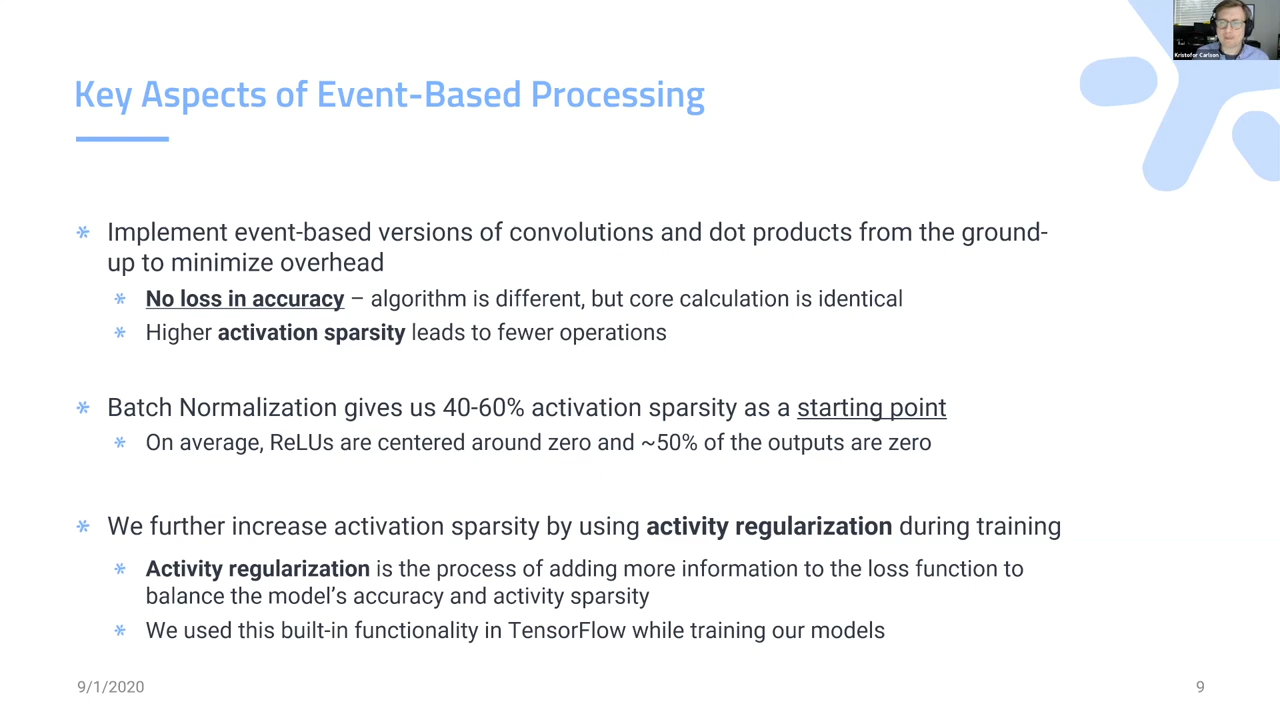 Kristofor Carlson
Key Aspects of Event-Based Processing
* Implement event-based versions of convolutions and dot products from the ground-
up to minimize overhead
* No loss in accuracy – algorithm is different, but core calculation is identical
* Higher activation sparsity leads to fewer operations
* Batch Normalization gives us 40-60% activation sparsity as a starting point
* On average, ReLUs are centered around zero and ~50% of the outputs are zero
* We further increase activation sparsity by using activity regularization during training
* Activity regularization is the process of adding more information to the loss function to
balance the model’s accuracy and activity sparsity
* We used this built-in functionality in TensorFlow while training our models
9/1/2020
9